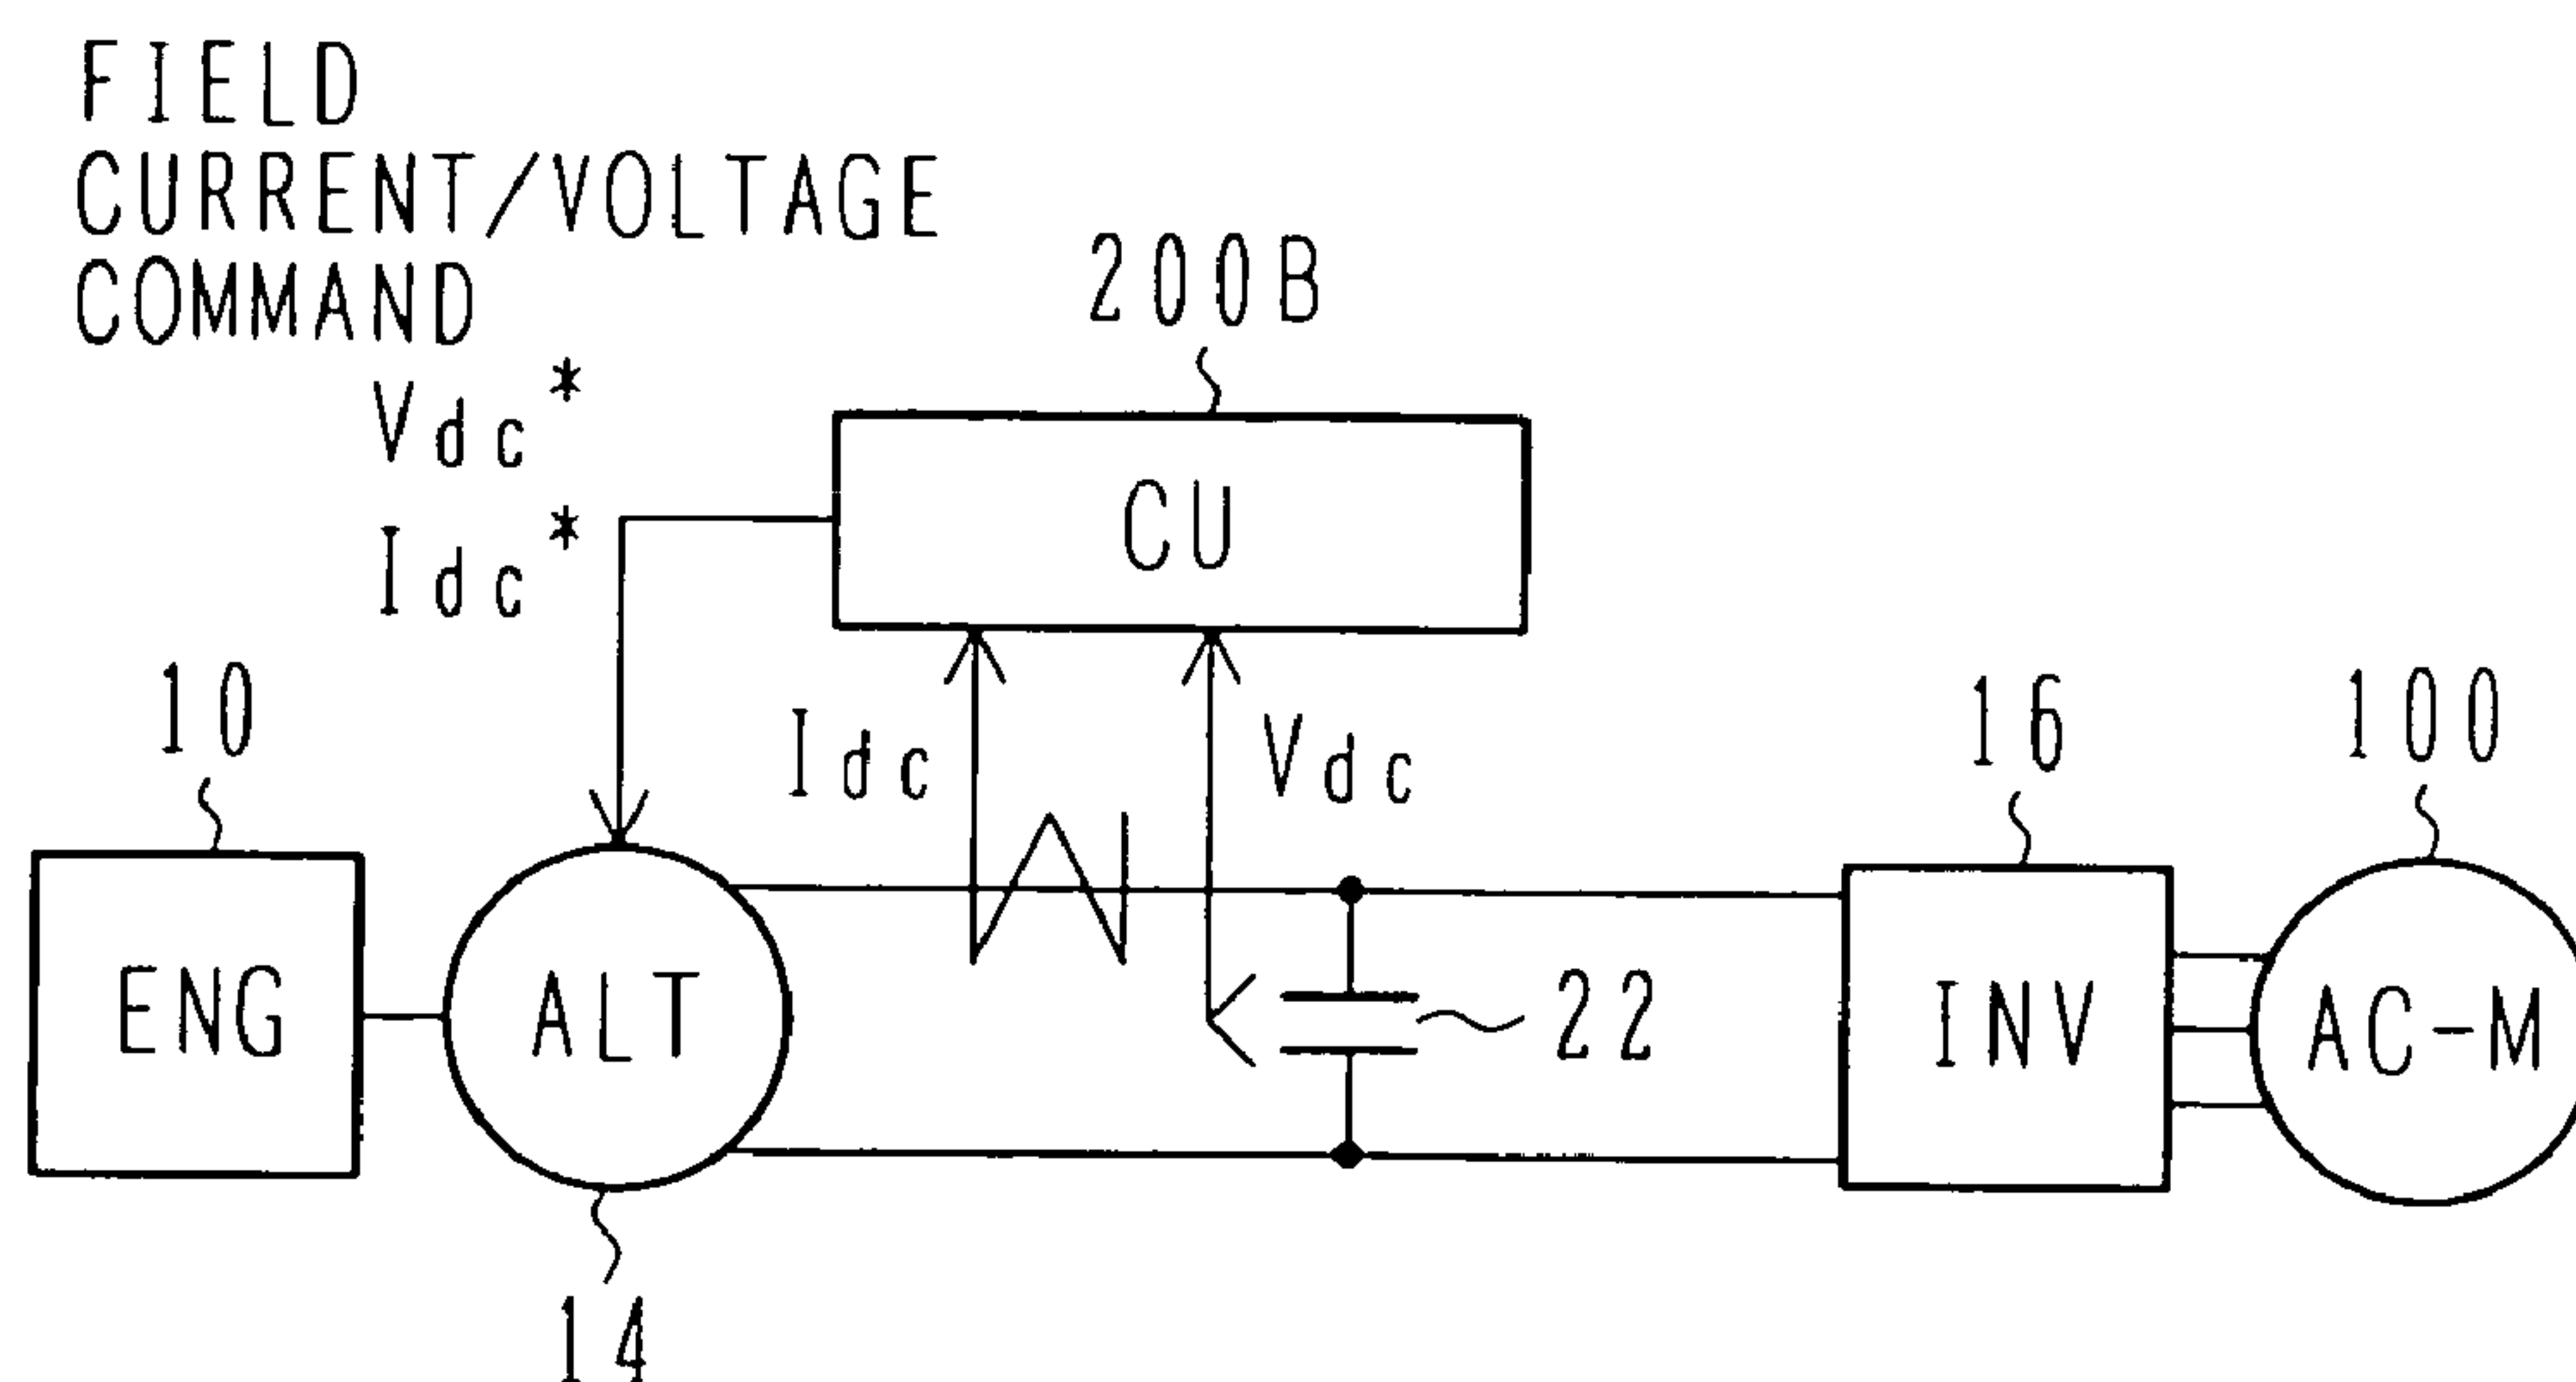 FIELD
CURRENT/VOLTAGE
COMMAND
Vdc*
Idc*
200B
CU
10
Idc
Vdc
16
100
ENG
ALT
22
INV
AC-M
14